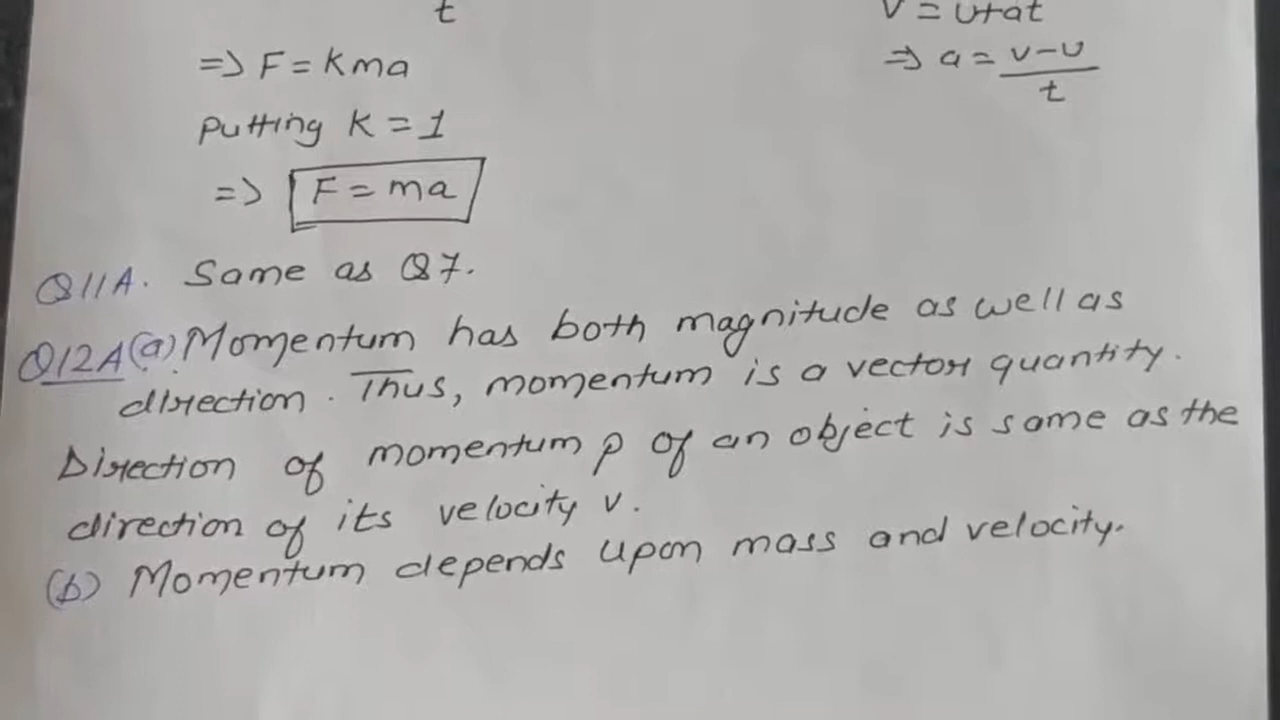 t
V = u+at
=> F = kma
=> a = v-u
t
Putting K = 1
=> F = ma
Q11A. Same as Q7.
Q12A (a) Momentum has both magnitude as well as
direction. Thus, momentum is a vector quantity.
Direction of momentum p of an object is same as the
direction of its velocity v.
(b) Momentum depends upon mass and velocity.